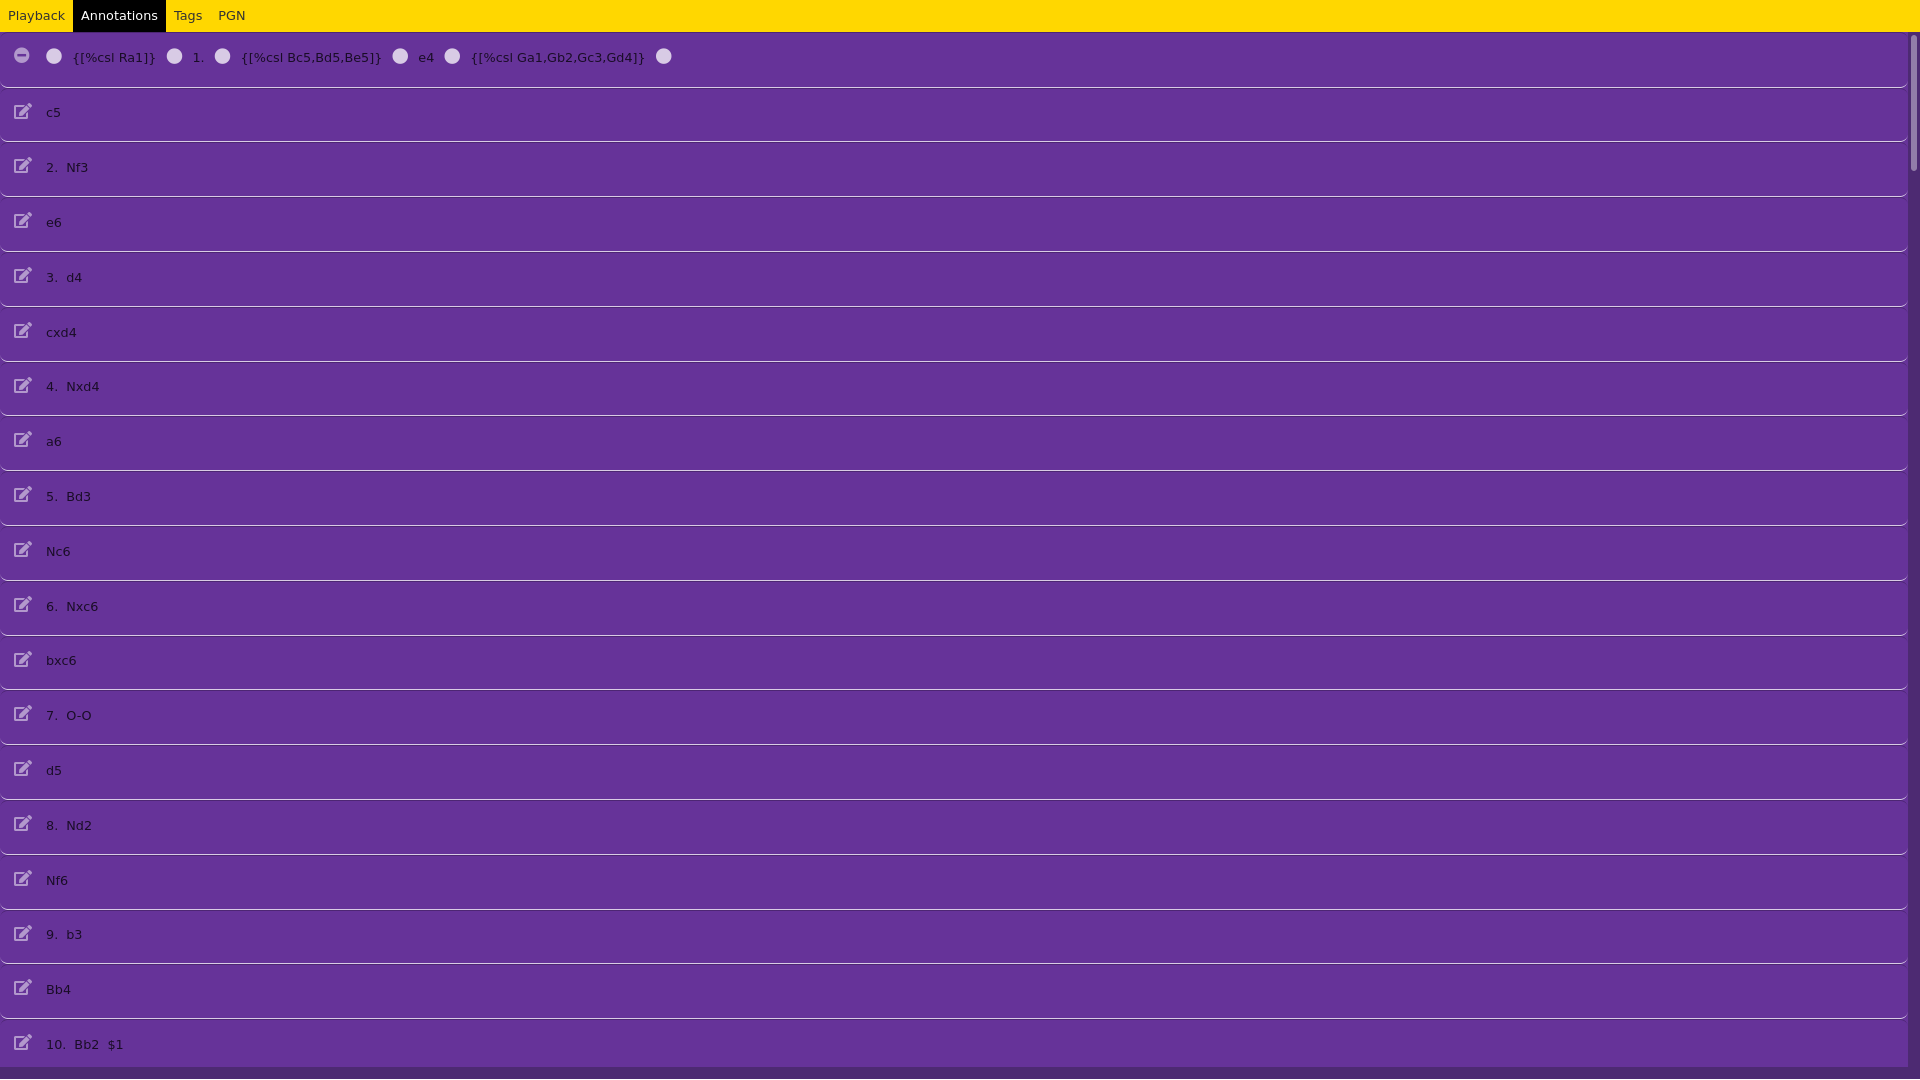 Playback Annotations Tags PGN
{[%csl Ra1]} 1. {[%csl Bc5,Bd5,Be5]} e4 {[%csl Ga1,Gb2,Gc3,Gd4]}
c5
2. Nf3
e6
3. d4
cxd4
4. Nxd4
a6
5. Bd3
Nc6
6. Nxc6
bxc6
7. O-O
d5
8. Nd2
Nf6
9. b3
Bb4
10. Bb2 $1